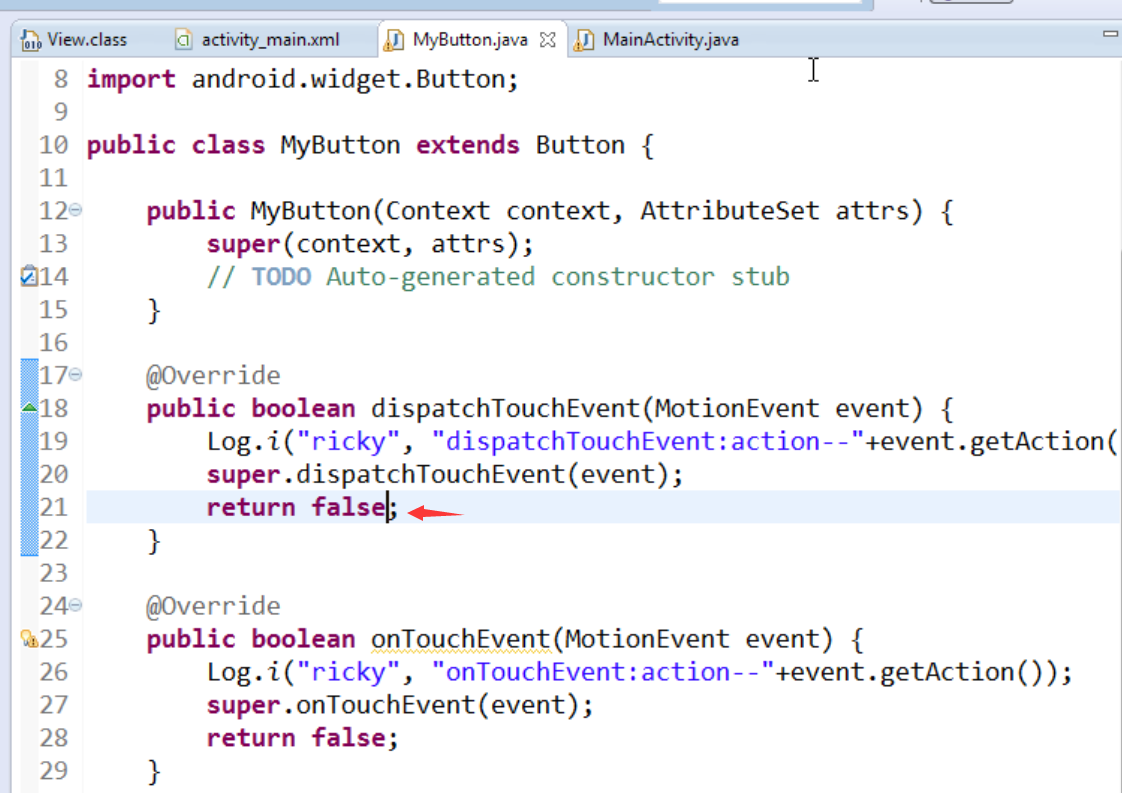 View.class activity_main.xml MyButton.java MainActivity.java
8 import android.widget.Button;
9
10 public class MyButton extends Button {
11
12 public MyButton(Context context, AttributeSet attrs) {
13 super(context, attrs);
14 // TODO Auto-generated constructor stub
15 }
16
17 @Override
18 public boolean dispatchTouchEvent(MotionEvent event) {
19 Log.i("ricky", "dispatchTouchEvent:action--"+event.getAction(
20 super.dispatchTouchEvent(event);
21 return false;
22 }
23
24 @Override
25 public boolean onTouchEvent(MotionEvent event) {
26 Log.i("ricky", "onTouchEvent:action--"+event.getAction());
27 super.onTouchEvent(event);
28 return false;
29 }